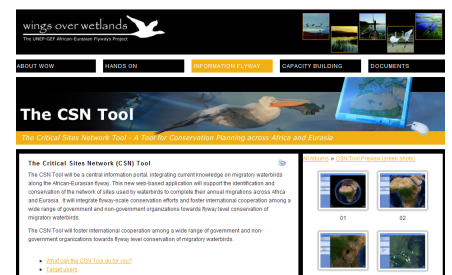 wings over wetlands
The UNEP-GEF African-Eurasian Flyways Project
ABOUT WOW
HANDS ON
INFORMATION FLYWAY
CAPACITY BUILDING
DOCUMENTS
The CSN Tool
The Critical Sites Network Tool - A Tool for Conservation Planning across Africa and Eurasia
The Critical Sites Network (CSN) Tool
The CSN Tool will be a central information portal, integrating current knowledge on migratory waterbirds
along the African-Eurasian flyway. This new web-based application will support the identification and
conservation of the network of sites used by waterbirds to complete their annual migrations across Africa
and Eurasia. It will integrate flyway-scale conservation efforts and foster international cooperation among a
wide range of government and non-government organizations towards flyway level conservation of
migratory waterbirds.
The CSN Tool will foster international cooperation among a wide range of government and non-
government organizations towards flyway level conservation of migratory waterbirds.
What can the CSN Tool do for you?
Target users
All Albums » CSN Tool Preview (screen shots)
01
02